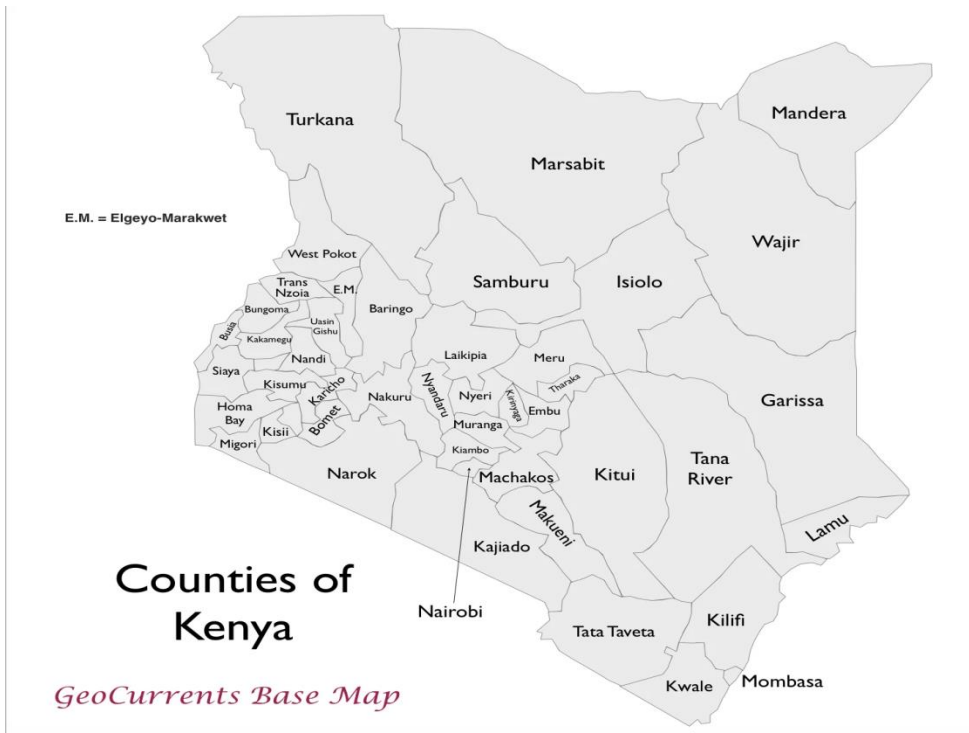 Mandera
Turkana
Marsabit
E.M. = Elgeyo-Marakwet
Wajir
West Pokot
Samburu
Isiolo
Trans
Nzoia
E.M.
Baringo
Bungoma
Uasin
Gishu
Busia
Kakamegu
Laikipia
Meru
Nandi
Siaya
Kisumu
Karicho
Nakuru
Nyandaru
Nyeri
Kirinyaga
Tharaka
Embu
Garissa
Homa
Bay
Kisii
Bomet
Muranga
Migori
Kiambo
Narok
Machakos
Kitui
Tana
River
Makueni
Lamu
Kajiado
Counties of
Kenya
Nairobi
Tata Taveta
Kilifi
Kwale
Mombasa
GeoCurrents Base Map